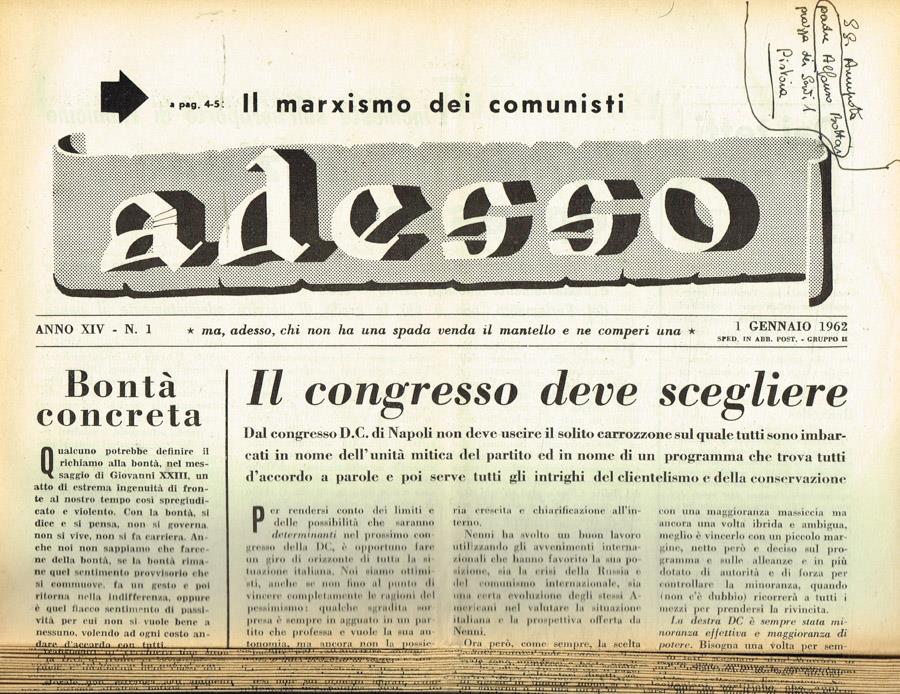 a pag. 4-5: Il marxismo dei comunisti
adesso
ANNO XIV - N. 1
★ ma, adesso, chi non ha una spada venda il mantello e ne comperi una ★
1 GENNAIO 1962
SPED. IN ABB. POST. - GRUPPO II
Bontà
concreta
Qualcuno potrebbe definire il
richiamo alla bontà, nel mes-
saggio di Giovanni XXIII, un
atto di estrema ingenuità di fron-
te al nostro tempo così spregiudi-
cato e violento. Con la bontà, si
dice e si pensa, non si governa
non si vive, non si fa carriera. An-
che noi non sappiamo che farce-
ne della bontà, se la bontà rima-
ne quel sentimento provvisorio che
si commuove, fa un gesto e poi
ritorna nella indifferenza, oppure
è quel fiacco sentimento di passi-
vità per cui non si vuole bene a
nessuno, volendo ad ogni costo an-
dare d'accordo con tutti.
Il congresso deve scegliere
Dal congresso D.C. di Napoli non deve uscire il solito carrozzone sul quale tutti sono imbar-
cati in nome dell'unità mitica del partito ed in nome di un programma che trova tutti
d'accordo a parole e poi serve tutti gli intrighi del clientelismo e della conservazione
Per rendersi conto dei limiti e
delle possibilità che saranno
determinanti nel prossimo con-
gresso della DC, è opportuno fare
un giro di orizzonte di tutta la si-
tuazione italiana. Noi siamo ottimi-
sti, anche se non fino al punto di
vincere completamente le ragioni del
pessimismo: qualche sgradita sor-
presa è sempre in agguato in un par-
tito che professa e vuole la sua au-
tonomia, ma ancora non la possie-
ria crescita e chiarificazione all'in-
terno.
Nenni ha svolto un buon lavoro
utilizzando gli avvenimenti interna-
zionali che hanno favorito la sua po-
sizione, sia la crisi della Russia e
del comunismo internazionale, sia
una certa evoluzione degli stessi A-
mericani nel valutare la situazione
italiana e la prospettiva offerta da
Nenni.
Ora però, come sempre, la scelta
con una maggioranza massiccia ma
ancora una volta ibrida e ambigua,
meglio è vincerlo con un piccolo mar-
gine, netto però e deciso sul pro-
gramma e sulle alleanze e in più
dotato di autorità e di forza per
controllare la minoranza, quando
(non c'è dubbio) ricorrerà a tutti i
mezzi per prendersi la rivincita.
La destra DC è sempre stata mi-
noranza effettiva e maggioranza di
potere. Bisogna una volta per sem-
padre Alfonso
Pistoia